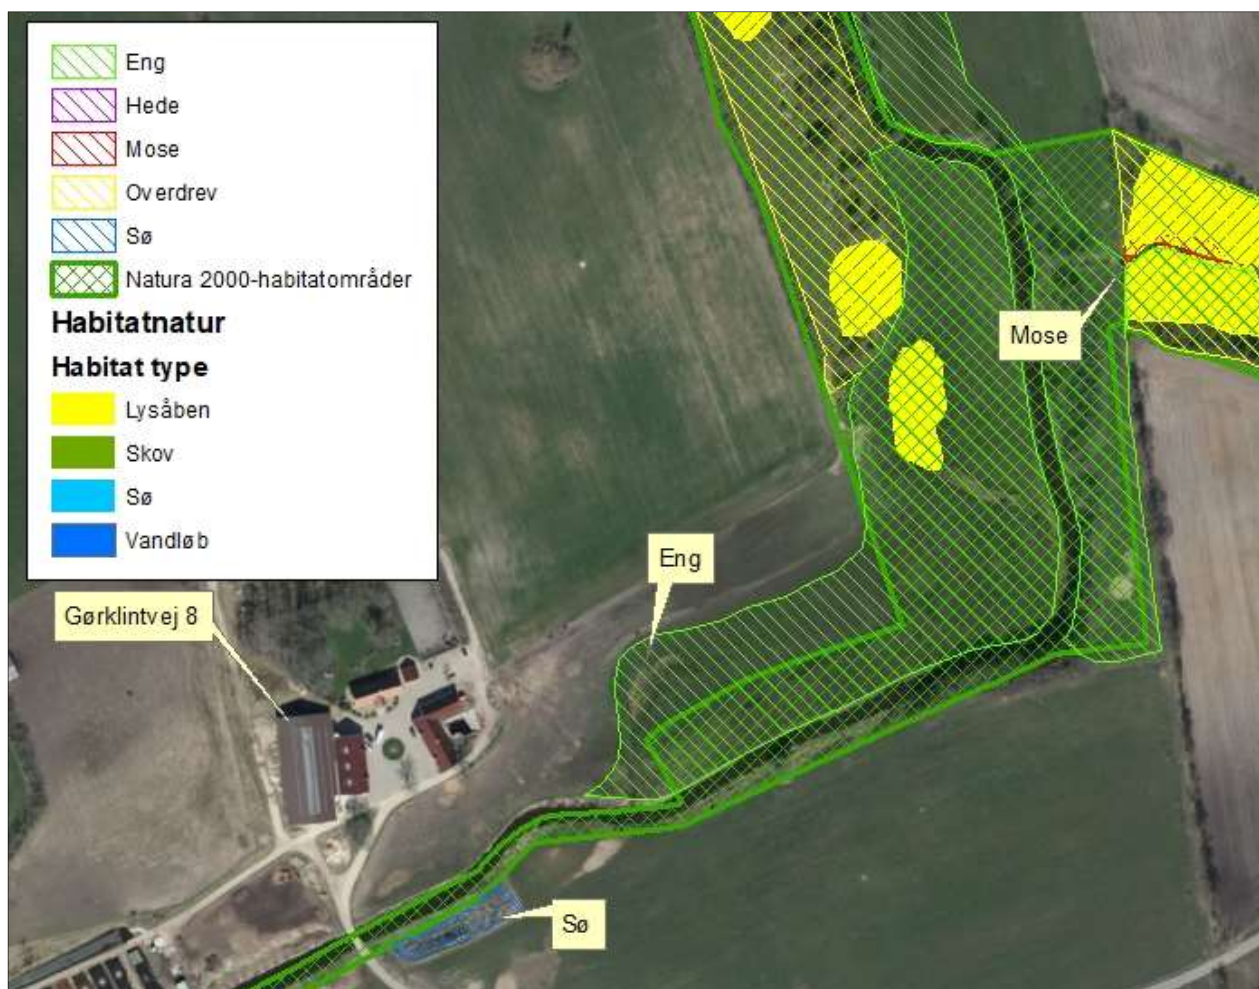 Eng
Hede
Mose
Overdrev
Sø
Natura 2000-habitatområder
Habitatnatur
Habitat type
Lysåben
Skov
Sø
Vandløb
Mose
Eng
Gørklintvej 8
Sø